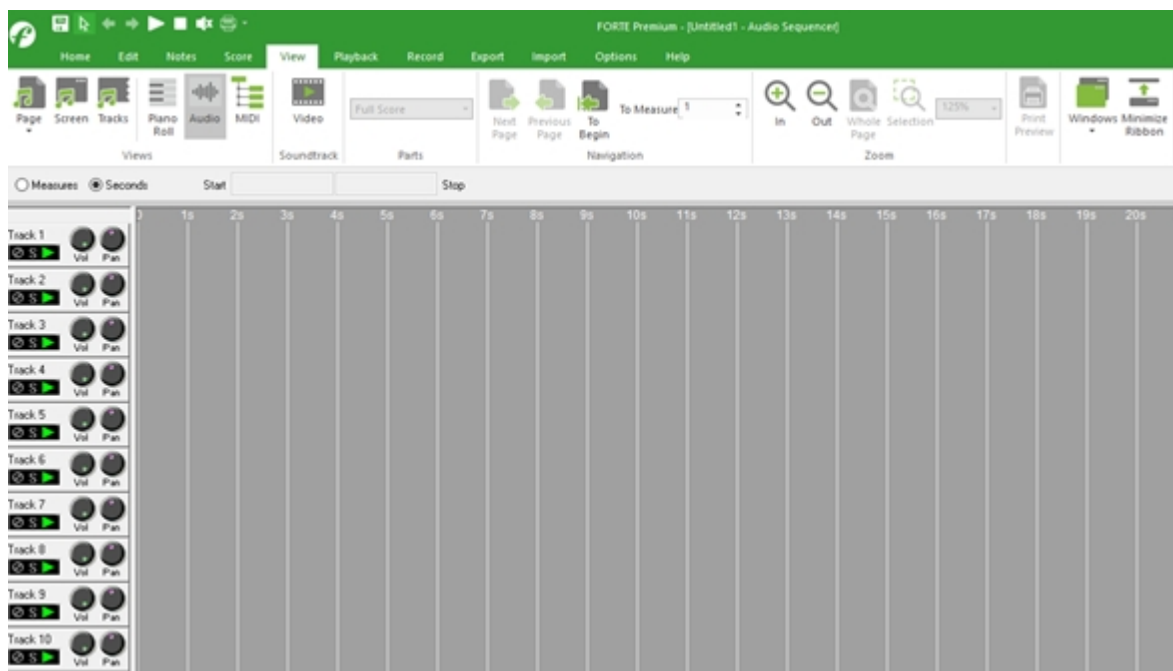 FORTE Premium - [Untitled1 - Audio Sequencer]
Home Edit Notes Score View Playback Record Export Import Options Help
Page Screen Tracks Piano Roll Audio MIDI Video Full Score Next Page Previous Page To Begin To Measure 1 In Out Whole Page Selection 125% Print Preview Windows Minimize Ribbon
Views Soundtrack Parts Navigation Zoom
Measures Seconds Start Stop
1s 2s 3s 4s 5s 6s 7s 8s 9s 10s 11s 12s 13s 14s 15s 16s 17s 18s 19s 20s
Track 1
S Vol Pan
Track 2
S Vol Pan
Track 3
S Vol Pan
Track 4
S Vol Pan
Track 5
S Vol Pan
Track 6
S Vol Pan
Track 7
S Vol Pan
Track 8
S Vol Pan
Track 9
S Vol Pan
Track 10
S Vol Pan